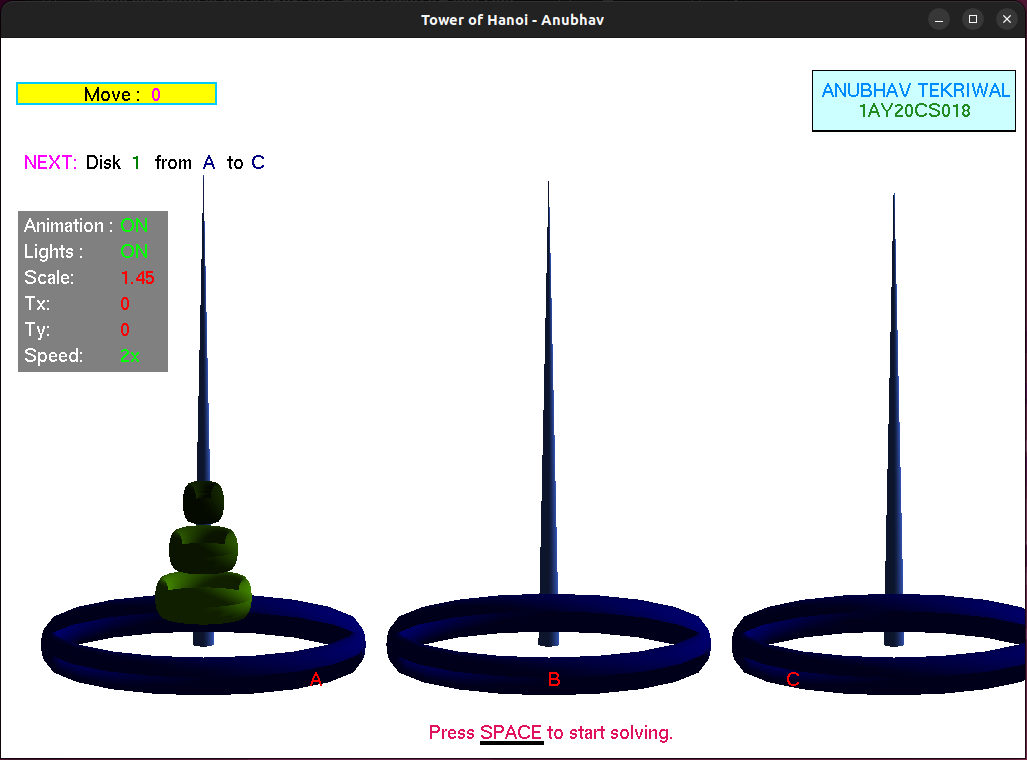 Tower of Hanoi - Anubhav
Move : 0
ANUBHAV TEKRIWAL
1AY20CS018
NEXT: Disk 1 from A to C
Animation : ON
Lights : ON
Scale: 1.45
Tx: 0
Ty: 0
Speed: 2x
A
B
C
Press SPACE to start solving.